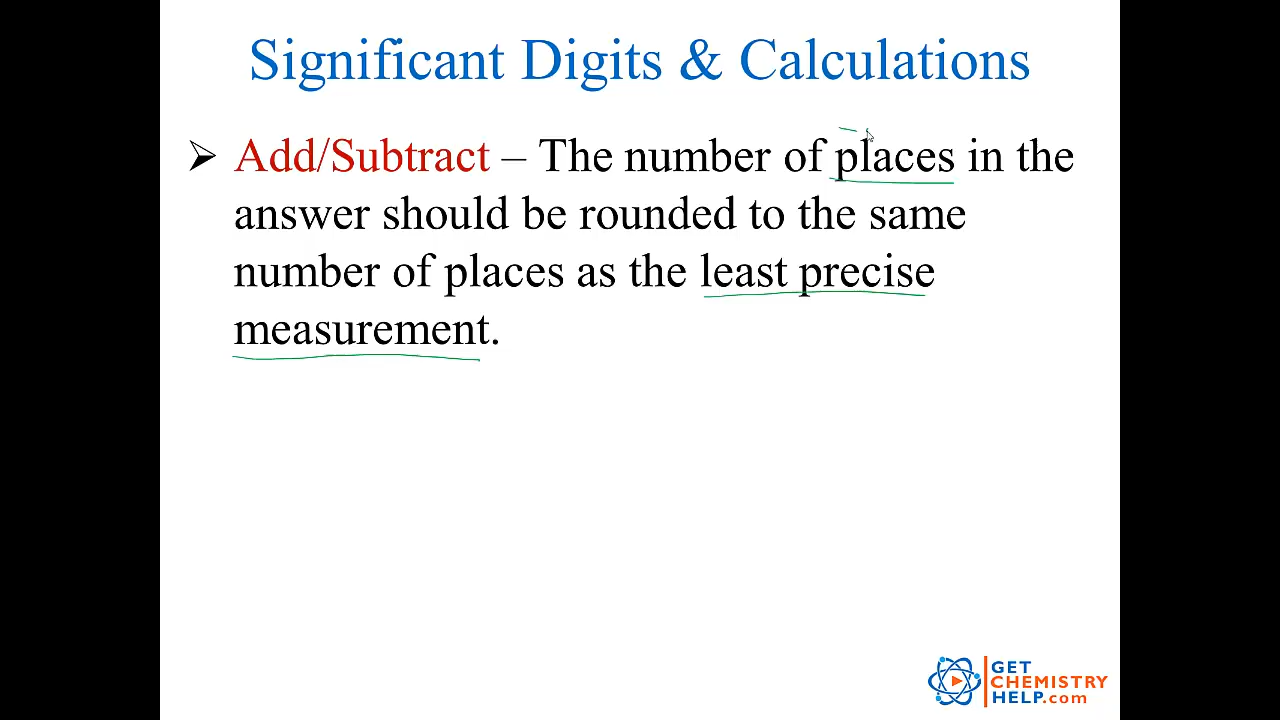 Significant Digits & Calculations
➢ Add/Subtract – The number of places in the
answer should be rounded to the same
number of places as the least precise
measurement.
GET
CHEMISTRY
HELP.com